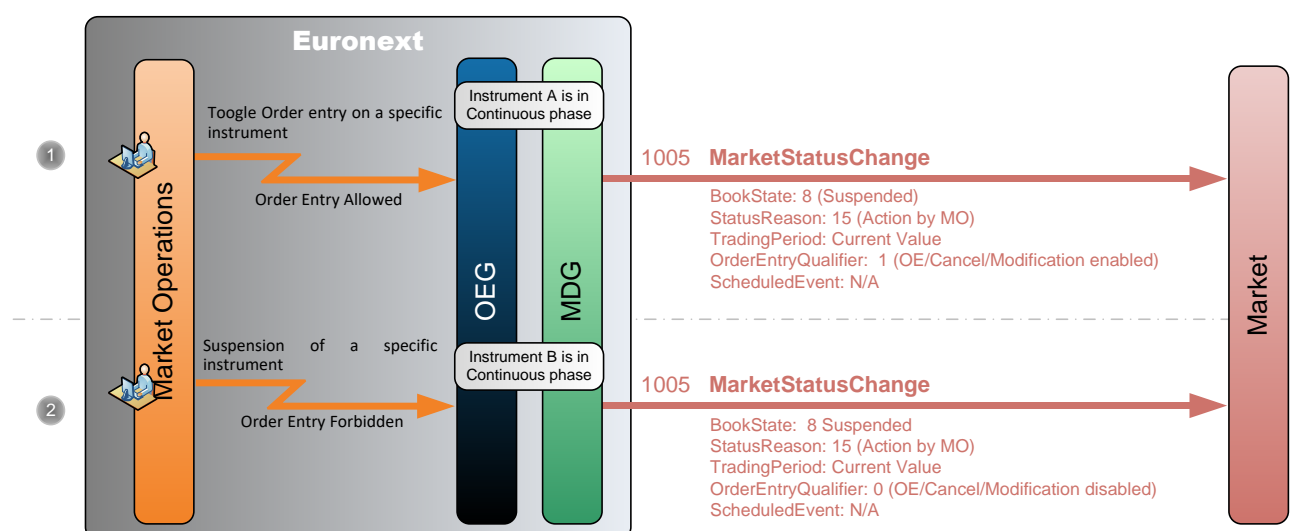 Euronext
Market Operations
OEG
MDG
Market
1
Toogle Order entry on a specific
instrument
Order Entry Allowed
Instrument A is in
Continuous phase
1005 MarketStatusChange
BookState: 8 (Suspended)
StatusReason: 15 (Action by MO)
TradingPeriod: Current Value
OrderEntryQualifier: 1 (OE/Cancel/Modification enabled)
ScheduledEvent: N/A
2
Suspension of a specific
instrument
Order Entry Forbidden
Instrument B is in
Continuous phase
1005 MarketStatusChange
BookState: 8 Suspended
StatusReason: 15 (Action by MO)
TradingPeriod: Current Value
OrderEntryQualifier: 0 (OE/Cancel/Modification disabled)
ScheduledEvent: N/A